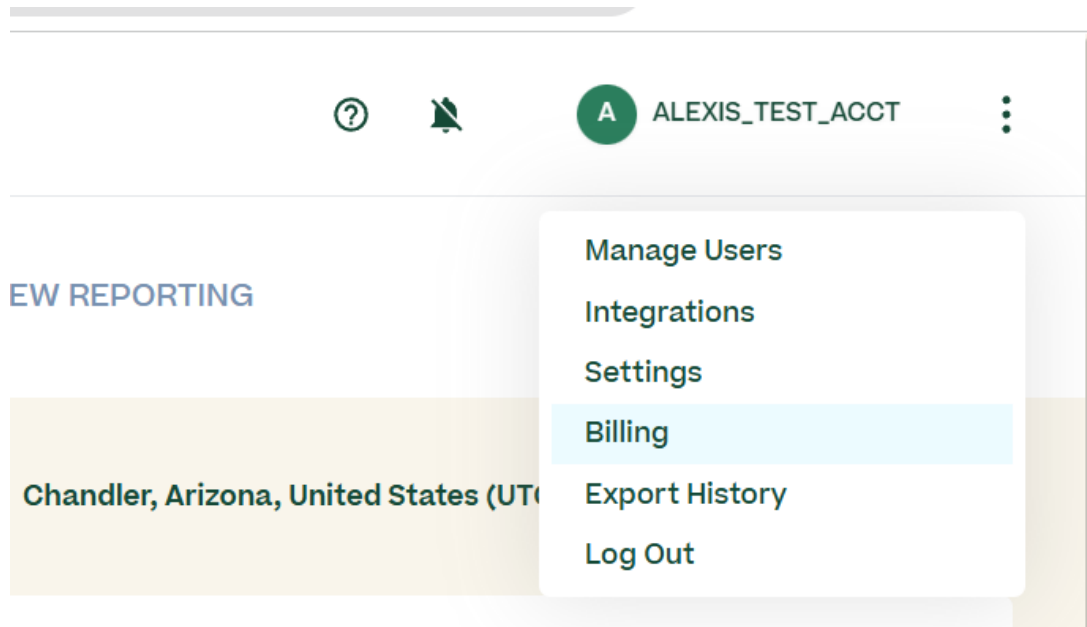 A ALEXIS_TEST_ACCT
Manage Users
EW REPORTING
Integrations
Settings
Billing
Chandler, Arizona, United States (UT
Export History
Log Out